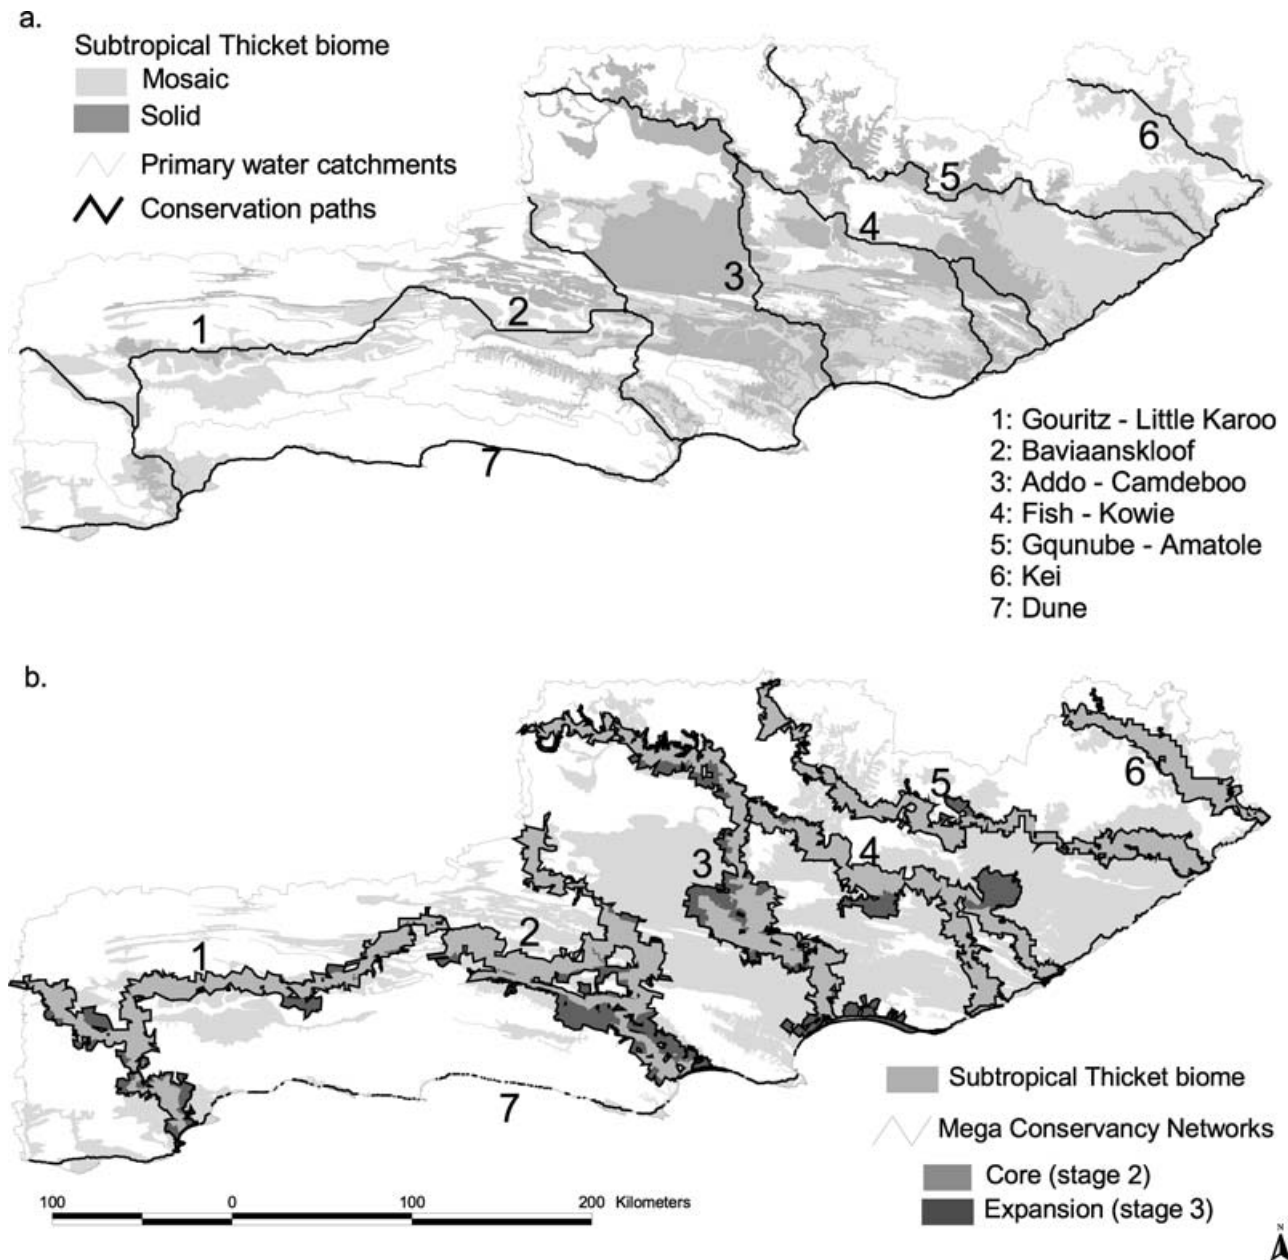 a.
Subtropical Thicket biome
Mosaic
Solid
Primary water catchments
Conservation paths
6
5
4
3
2
1
7
1: Gouritz - Little Karoo
2: Baviaanskloof
3: Addo - Camdeboo
4: Fish - Kowie
5: Gqunube - Amatole
6: Kei
7: Dune
b.
6
5
4
3
2
1
7
Subtropical Thicket biome
Mega Conservancy Networks
Core (stage 2)
Expansion (stage 3)
100 0 100 200 Kilometers
N